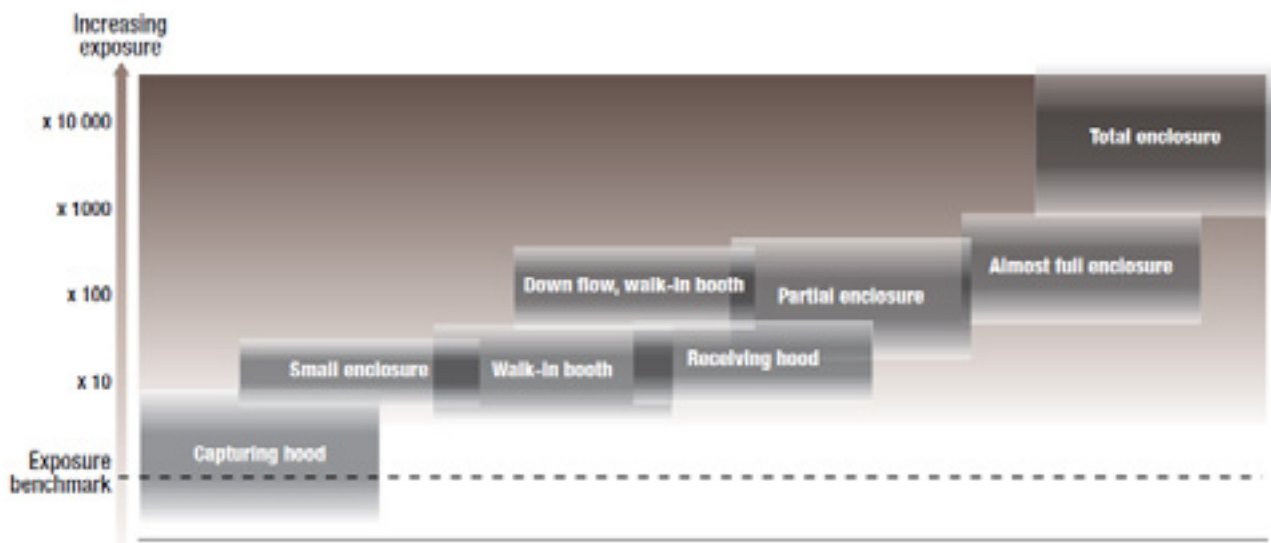 Increasing
exposure
x 10 000
Total enclosure
x 1000
Almost full enclosure
Down flow, walk-in booth
Partial enclosure
x 100
Receiving hood
Small enclosure
Walk-in booth
x 10
Capturing hood
Exposure
benchmark